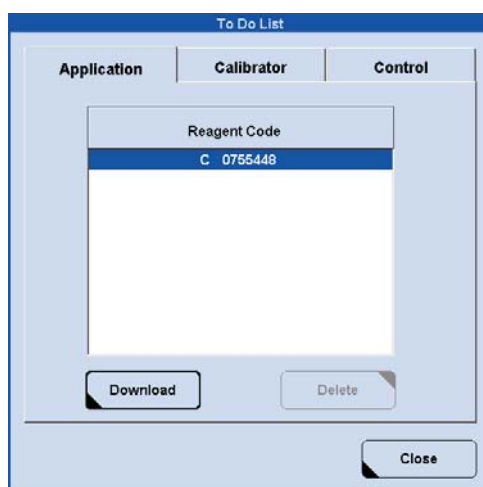 To Do List
Application Calibrator Control
Reagent Code
C 0755448
Download Delete
Close